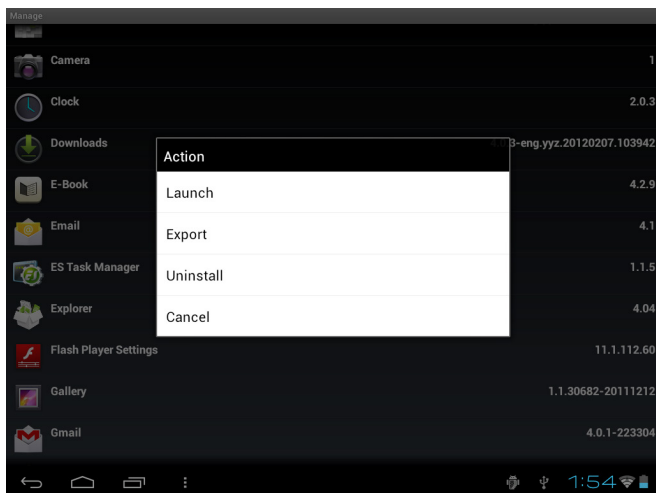 Manage
Camera 1
Clock 2.0.3
Downloads 3-eng.yyz.20120207.103942
Action
E-Book 4.2.9
Launch
Email 4.1
Export
ES Task Manager 1.1.5
Uninstall
Explorer 4.04
Cancel
Flash Player Settings 11.1.112.60
Gallery 1.1.30682-20111212
Gmail 4.0.1-223304
1:54